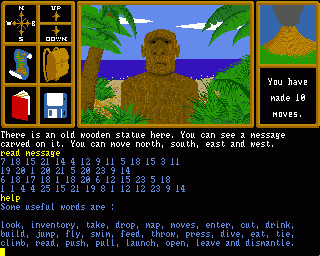 N
W E
S
UP
DOWN
You have
made 10
moves.
There is an old wooden statue here. You can see a message
carved on it. You can move north, south, east and west.
read message
7 18 15 21 14 4 12 9 11 5 18 15 3 11
19 20 1 20 21 5 20 23 9 14
6 18 17 18 1 18 20 6 12 15 23 5 18
1 4 4 25 15 21 19 8 1 12 12 23 9 14
help
Some useful words are :
look, inventory, take, drop, map, moves, enter, cut, drink,
build, jump, fly, swim, feed, throw, press, dive, eat, tie,
climb, read, push, pull, launch, open, leave and dismantle.